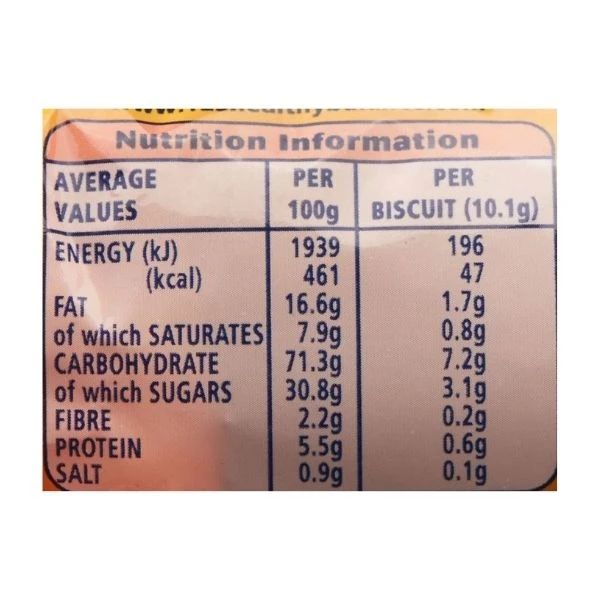 Nutrition Information
AVERAGE VALUES PER 100g PER BISCUIT (10.1g)
ENERGY (kJ) 1939 196
(kcal) 461 47
FAT 16.6g 1.7g
of which SATURATES 7.9g 0.8g
CARBOHYDRATE 71.3g 7.2g
of which SUGARS 30.8g 3.1g
FIBRE 2.2g 0.2g
PROTEIN 5.5g 0.6g
SALT 0.9g 0.1g